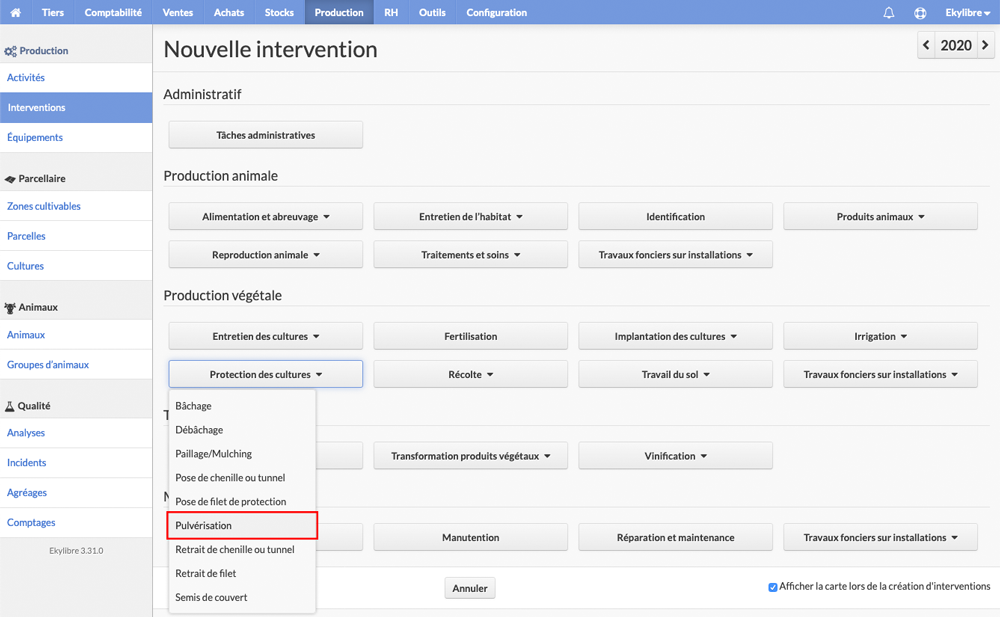 Tiers Comptabilité Ventes Achats Stocks Production RH Outils Configuration Ekylibre
Production
Activités
Interventions
Équipements
Parcellaire
Zones cultivables
Parcelles
Cultures
Animaux
Animaux
Groupes d'animaux
Qualité
Analyses
Incidents
Agréages
Comptages
Ekylibre 3.31.0
Nouvelle intervention
2020
Administratif
Tâches administratives
Production animale
Alimentation et abreuvage Entretien de l'habitat Identification Produits animaux
Reproduction animale Traitements et soins Travaux fonciers sur installations
Production végétale
Entretien des cultures Fertilisation Implantation des cultures Irrigation
Protection des cultures Récolte Travail du sol Travaux fonciers sur installations
Bâchage
Débâchage
Paillage/Mulching
Pose de chenille ou tunnel
Pose de filet de protection
Pulvérisation
Retrait de chenille ou tunnel
Retrait de filet
Semis de couvert
Transformation produits végétaux Vinification
Manutention Réparation et maintenance Travaux fonciers sur installations
Annuler
Afficher la carte lors de la création d'interventions